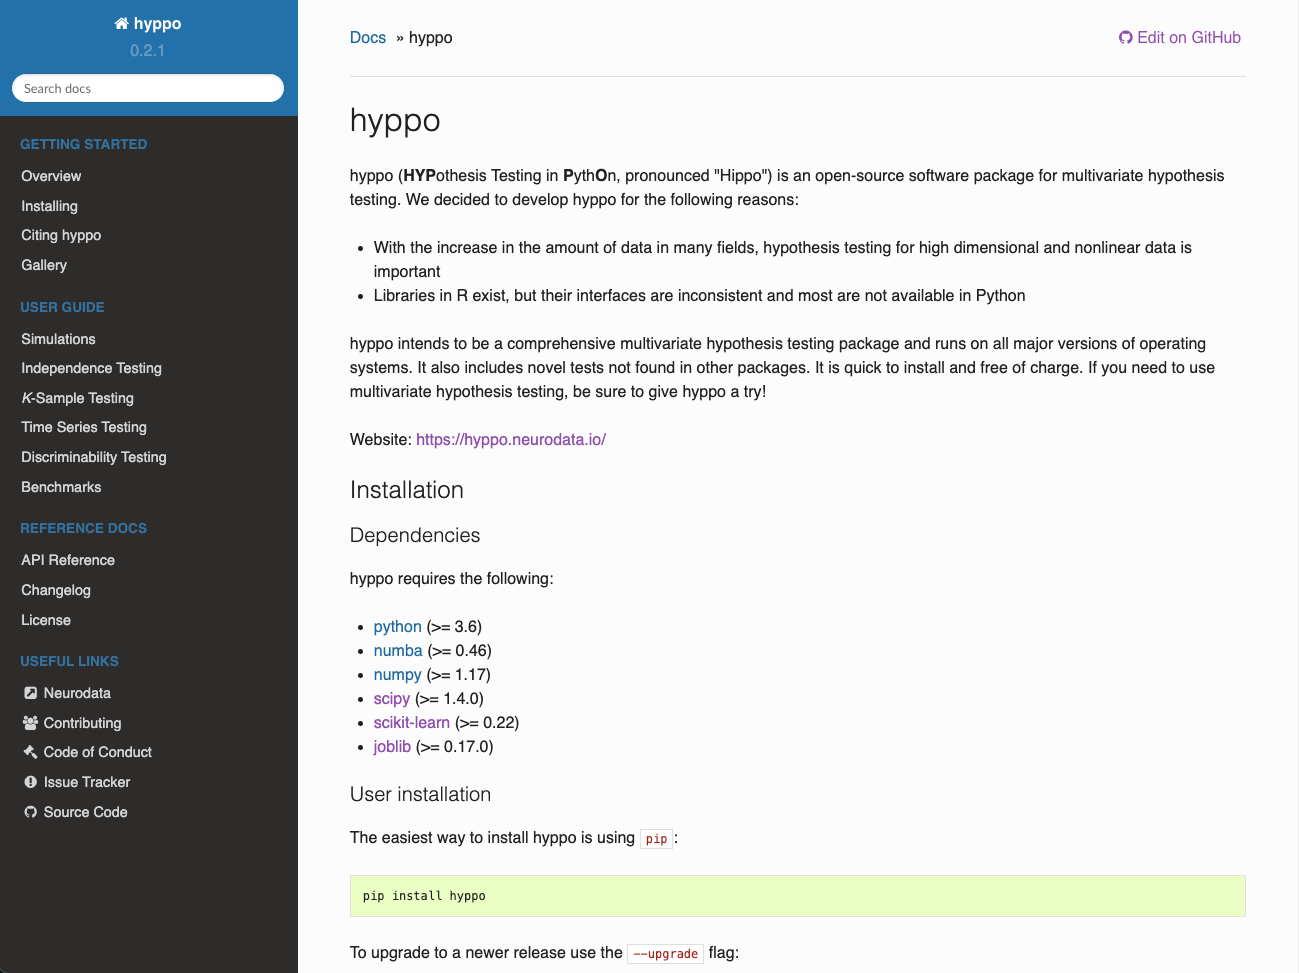 hyppo
0.2.1
Search docs
GETTING STARTED
Overview
Installing
Citing hyppo
Gallery
USER GUIDE
Simulations
Independence Testing
K-Sample Testing
Time Series Testing
Discriminability Testing
Benchmarks
REFERENCE DOCS
API Reference
Changelog
License
USEFUL LINKS
Neurodata
Contributing
Code of Conduct
Issue Tracker
Source Code
Docs » hyppo
Edit on GitHub
hyppo
hyppo (HYPothesis Testing in PythOn, pronounced "Hippo") is an open-source software package for multivariate hypothesis
testing. We decided to develop hyppo for the following reasons:
• With the increase in the amount of data in many fields, hypothesis testing for high dimensional and nonlinear data is
important
• Libraries in R exist, but their interfaces are inconsistent and most are not available in Python
hyppo intends to be a comprehensive multivariate hypothesis testing package and runs on all major versions of operating
systems. It also includes novel tests not found in other packages. It is quick to install and free of charge. If you need to use
multivariate hypothesis testing, be sure to give hyppo a try!
Website: https://hyppo.neurodata.io/
Installation
Dependencies
hyppo requires the following:
• python (>= 3.6)
• numba (>= 0.46)
• numpy (>= 1.17)
• scipy (>= 1.4.0)
• scikit-learn (>= 0.22)
• joblib (>= 0.17.0)
User installation
The easiest way to install hyppo is using pip:
pip install hyppo
To upgrade to a newer release use the --upgrade flag: